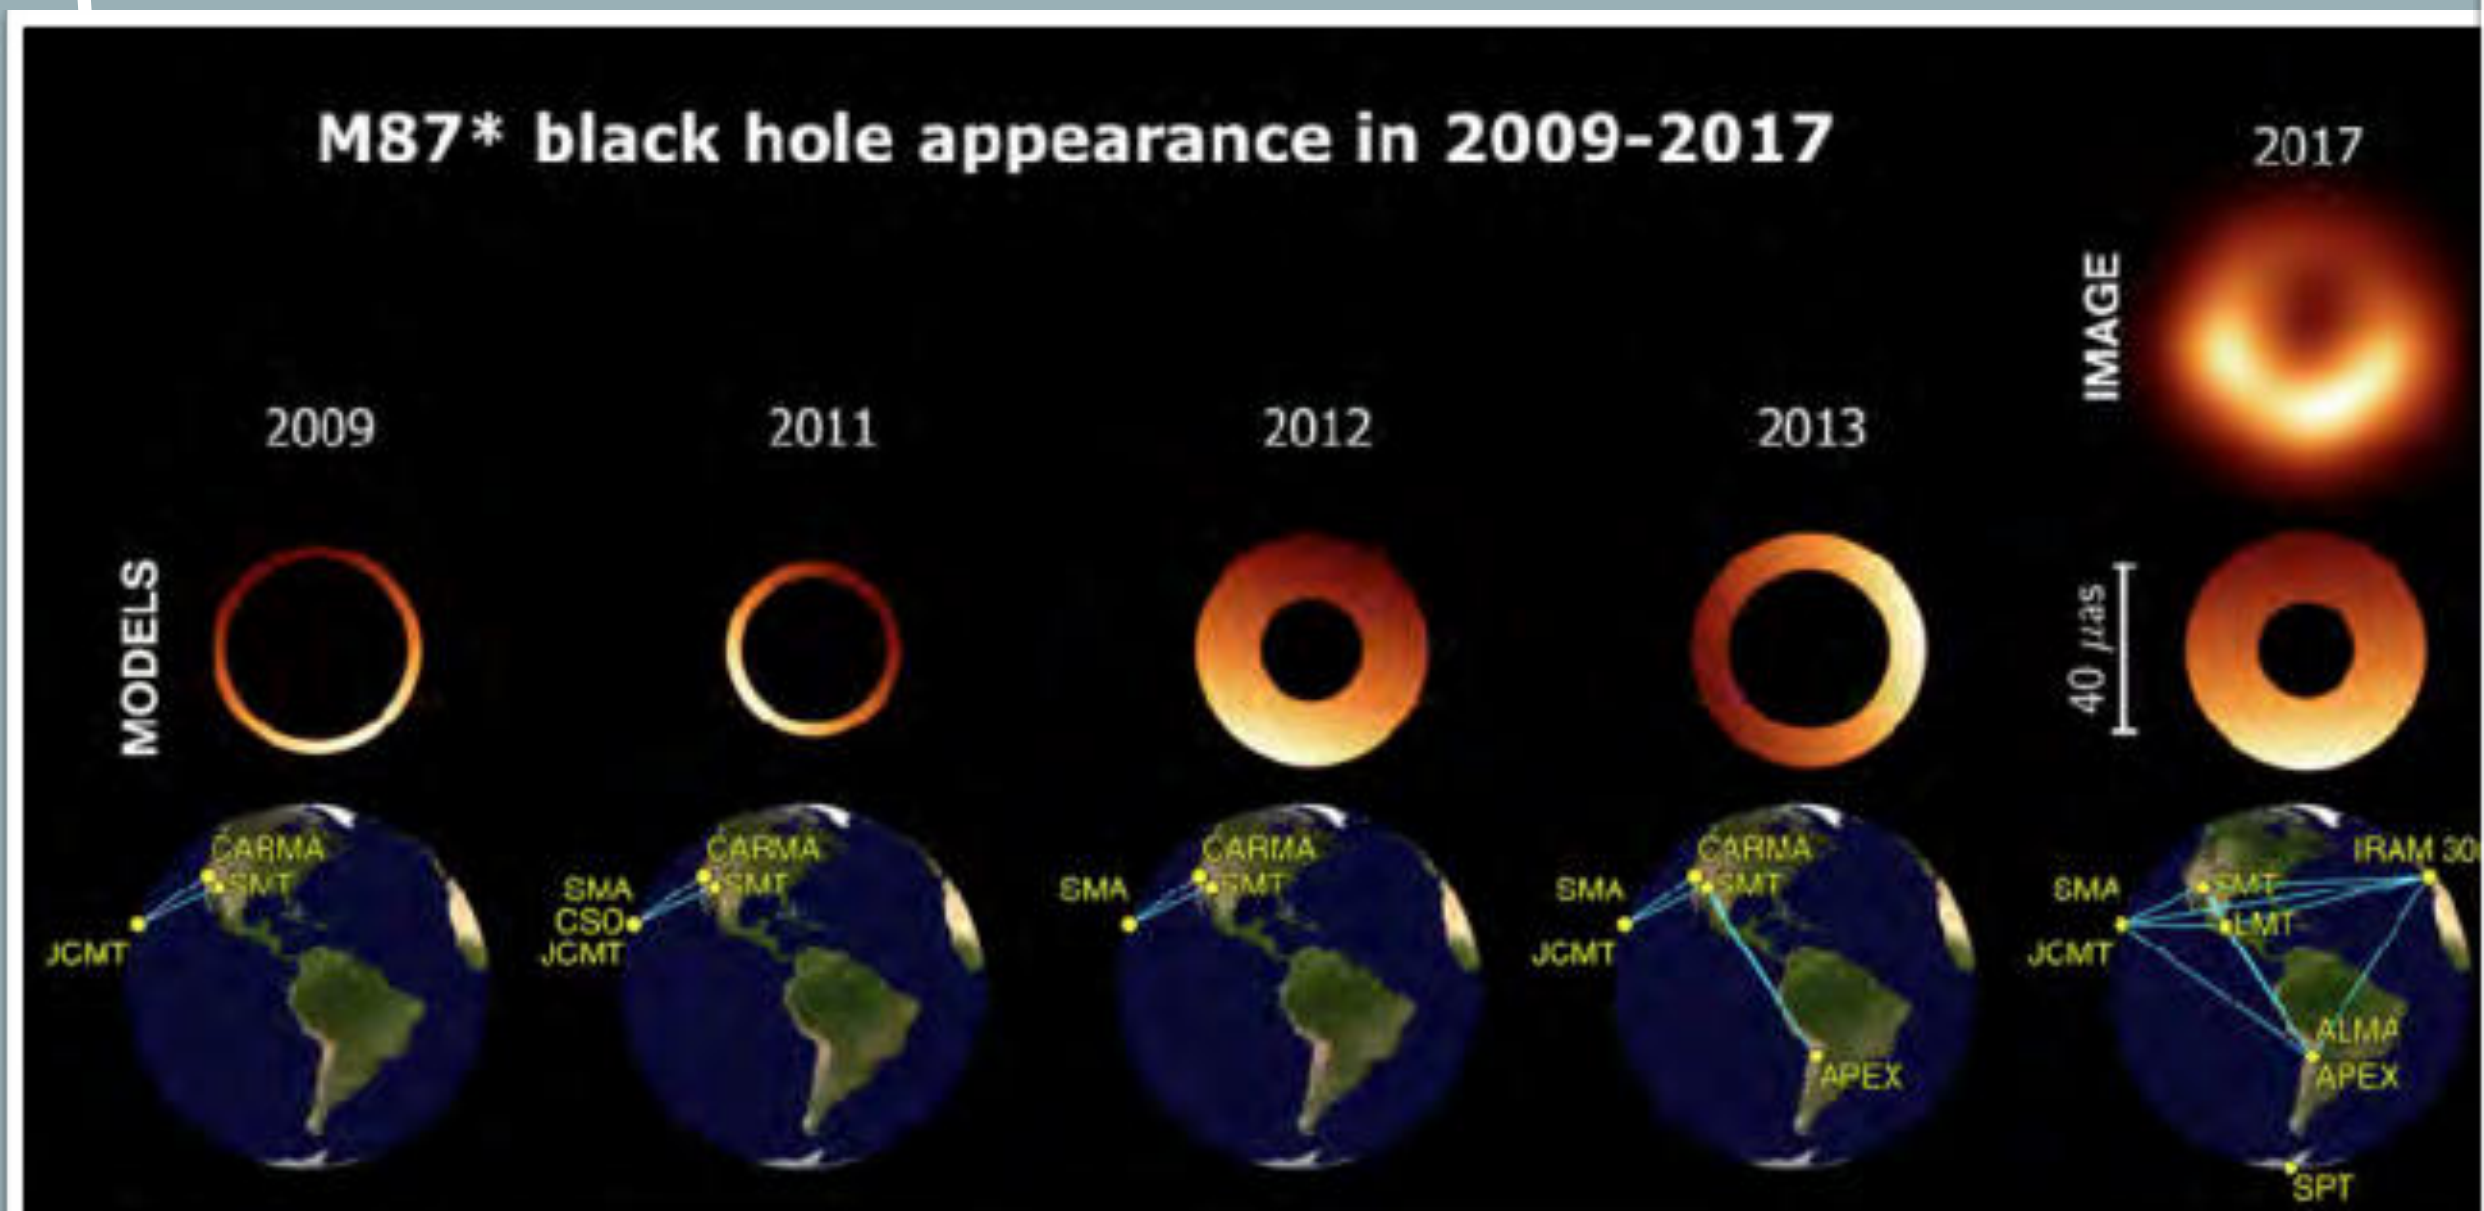 M87* black hole appearance in 2009-2017
2017
IMAGE
2009
2011
2012
2013
MODELS
40 μas
CARMA
SMT
JCMT
CARMA
SMA
SMT
CSO
JCMT
CARMA
SMA
SMT
CARMA
SMA
SMT
JCMT
APEX
IRAM 30
SMA
SMT
LMT
JCMT
ALMA
APEX
SPT